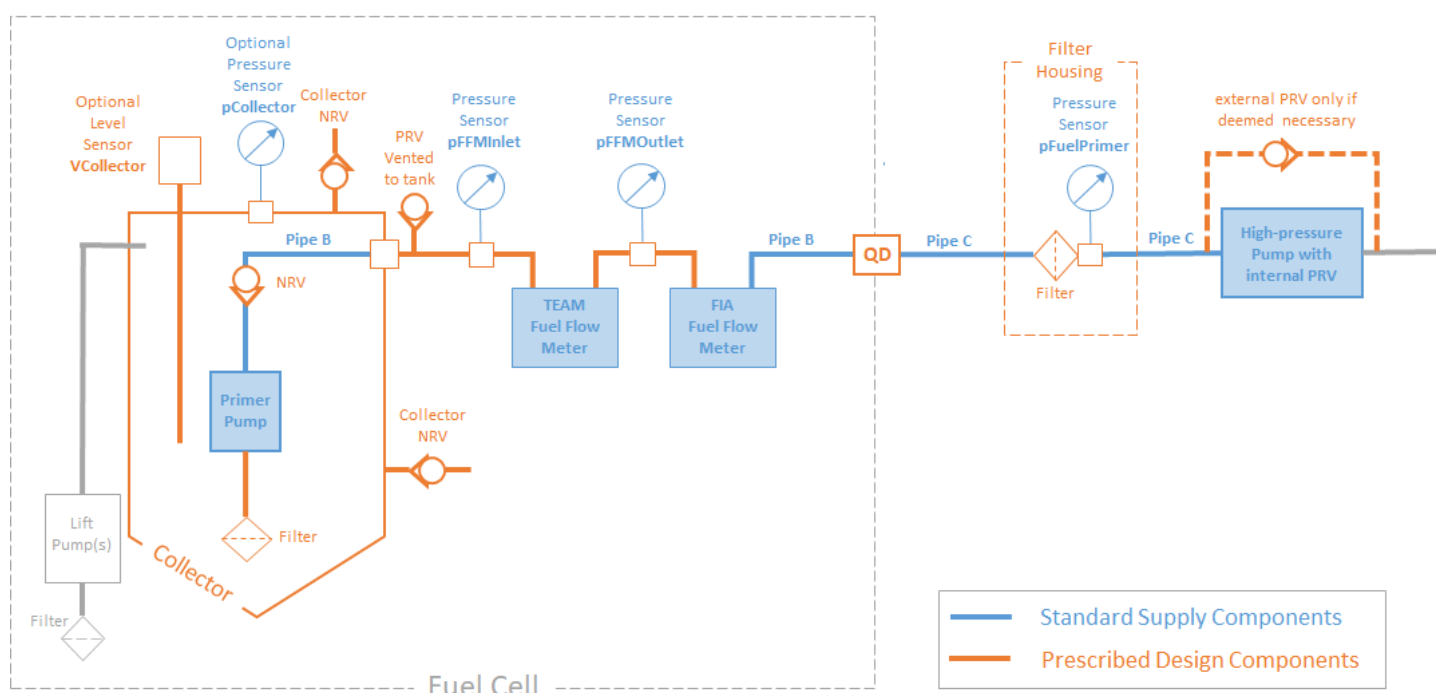 Optional
Pressure
Sensor
pCollector
Optional
Level
Sensor
VCollector
Collector
NRV
PRV
Vented
to tank
Pressure
Sensor
pFFMInlet
Pressure
Sensor
pFFMOutlet
Filter
Housing
Pressure
Sensor
pFuelPrimer
external PRV only if
deemed necessary
Pipe B
Pipe B
QD
Pipe C
Pipe C
High-pressure
Pump with
internal PRV
NRV
Filter
TEAM
Fuel Flow
Meter
FIA
Fuel Flow
Meter
Primer
Pump
Collector
NRV
Lift
Pump(s)
Filter
Collector
Filter
Standard Supply Components
Prescribed Design Components
Fuel Cell